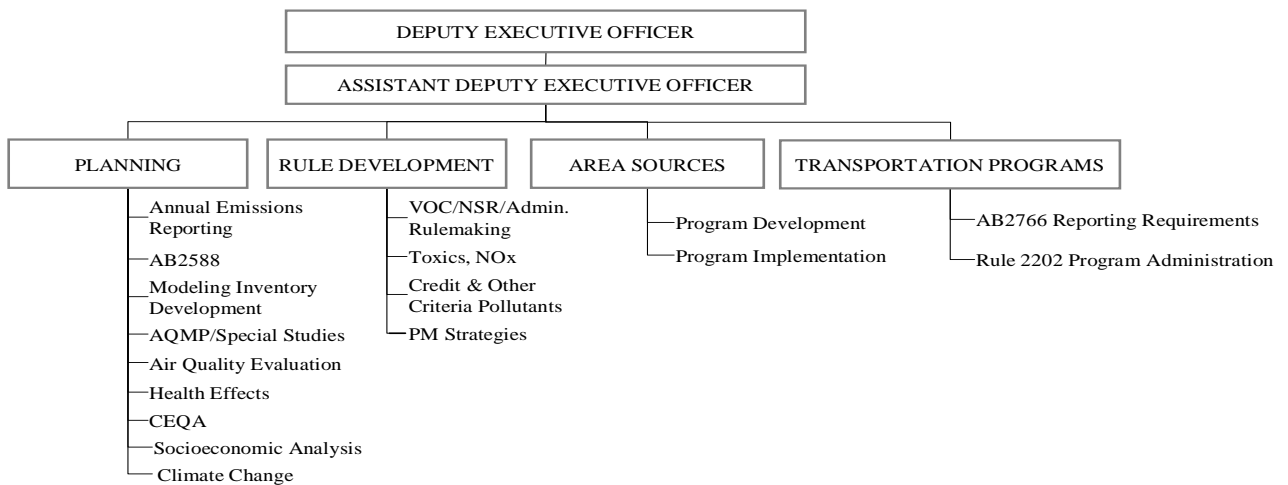 DEPUTY EXECUTIVE OFFICER
ASSISTANT DEPUTY EXECUTIVE OFFICER
PLANNING
Annual Emissions
Reporting
AB2588
Modeling Inventory
Development
AQMP/Special Studies
Air Quality Evaluation
Health Effects
CEQA
Socioeconomic Analysis
Climate Change
RULE DEVELOPMENT
VOC/NSR/Admin.
Rulemaking
Toxics, NOx
Credit & Other
Criteria Pollutants
PM Strategies
AREA SOURCES
Program Development
Program Implementation
TRANSPORTATION PROGRAMS
AB2766 Reporting Requirements
Rule 2202 Program Administration